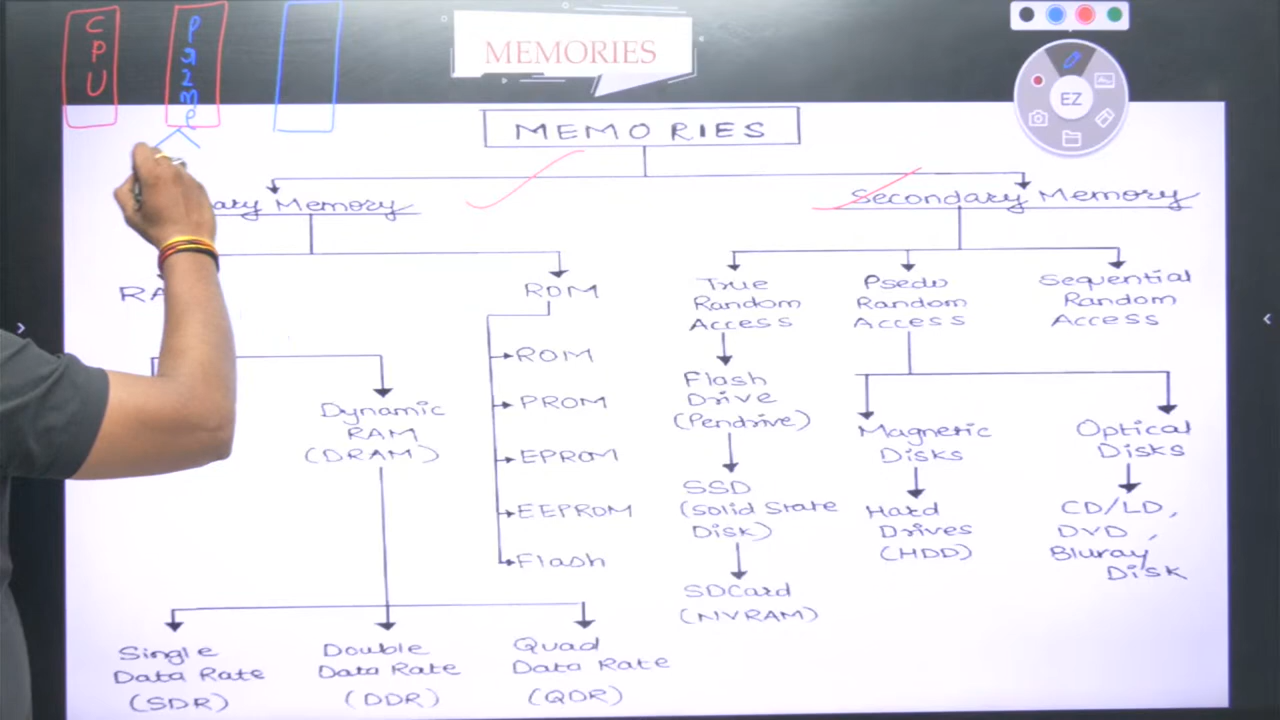 CPU
MEMORIES
EZ
MEMORIES
ary Memory
Secondary Memory
RA
ROM
True
Random
Access
Psedo
Random
Access
Sequential
Random
Access
ROM
PROM
EPROM
EEPROM
Flash
Dynamic
RAM
(DRAM)
Flash
Drive
(Pendrive)
SSD
(Solid State
Disk)
SDCard
(NVRAM)
Magnetic
Disks
Hard
Drives
(HDD)
Optical
Disks
CD/LD,
DVD,
Bluray
Disk
Single
Data Rate
(SDR)
Double
Data Rate
(DDR)
Quad
Data Rate
(QDR)